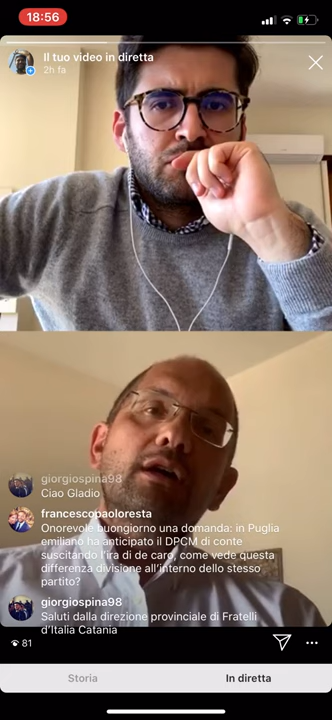 18:56
Il tuo video in diretta
2h fa
giorgiospina98
Ciao Gladio
francescopaoloresta
Onorevole buongiorno una domanda: in Puglia
emiliano ha anticipato il DPCM di conte
suscitando l'ira di de caro, come vede questa
differenza divisione all'interno dello stesso
partito?
giorgiospina98
Saluti dalla direzione provinciale di Fratelli
d'Italia Catania
81
Storia
In diretta